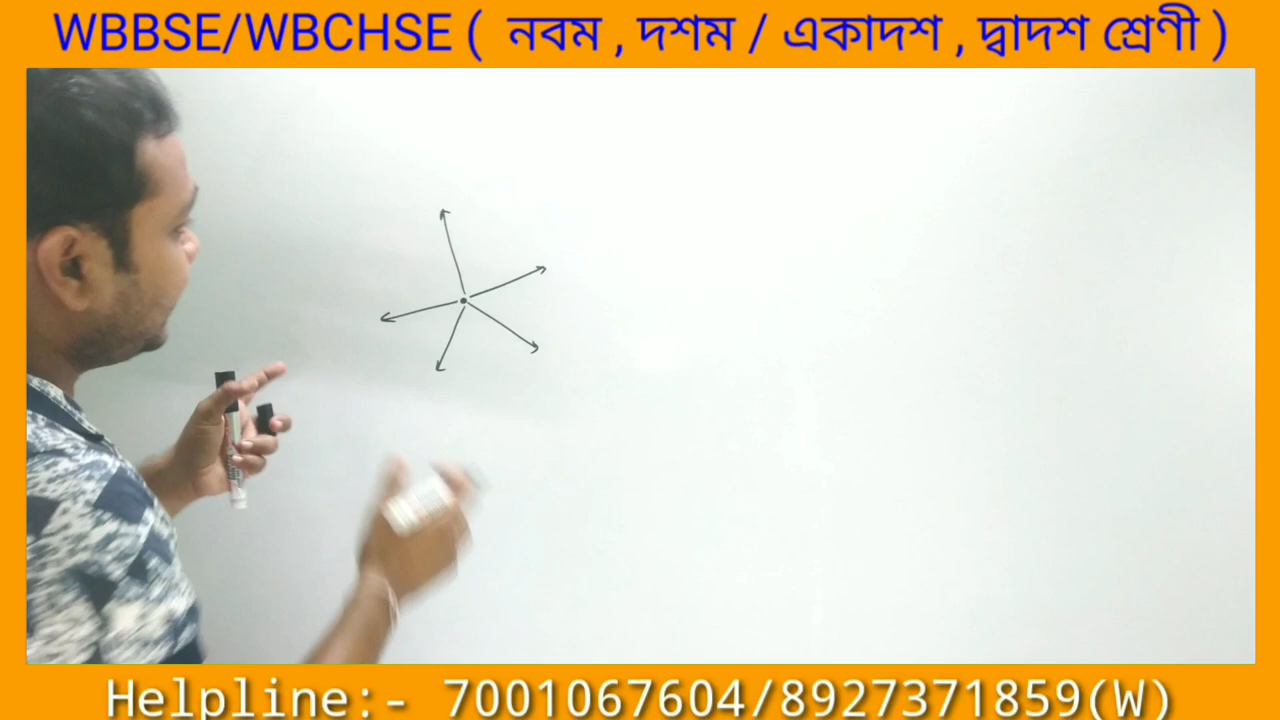 WBBSE/WBCHSE ( নবম , দশম / একাদশ , দ্বাদশ শ্রেণী )
Helpline:- 7001067604/8927371859(W)